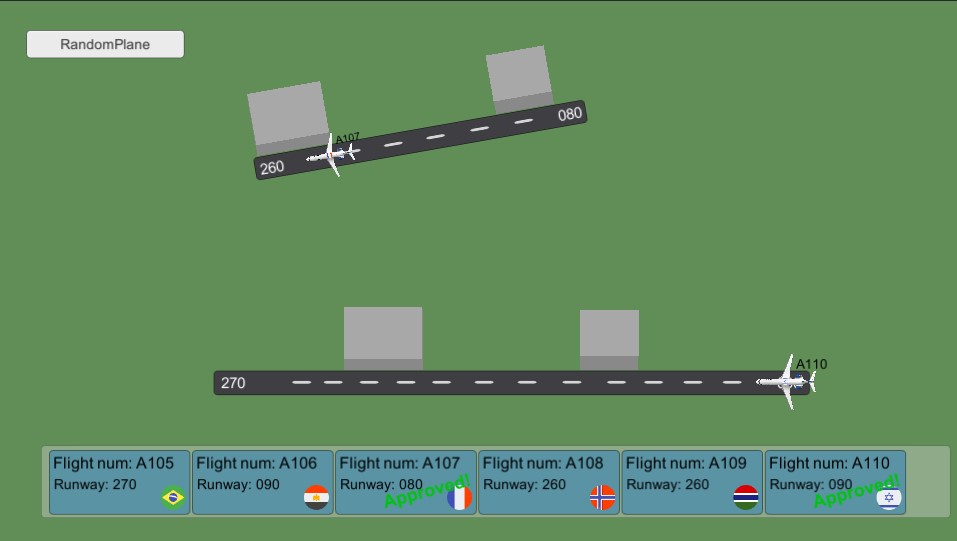 RandomPlane
080
A107
260
A110
270
Flight num: A105
Runway: 270
Flight num: A106
Runway: 090
Flight num: A107
Runway: 080
Approved!
Flight num: A108
Runway: 260
Flight num: A109
Runway: 260
Flight num: A110
Runway: 090
Approved!